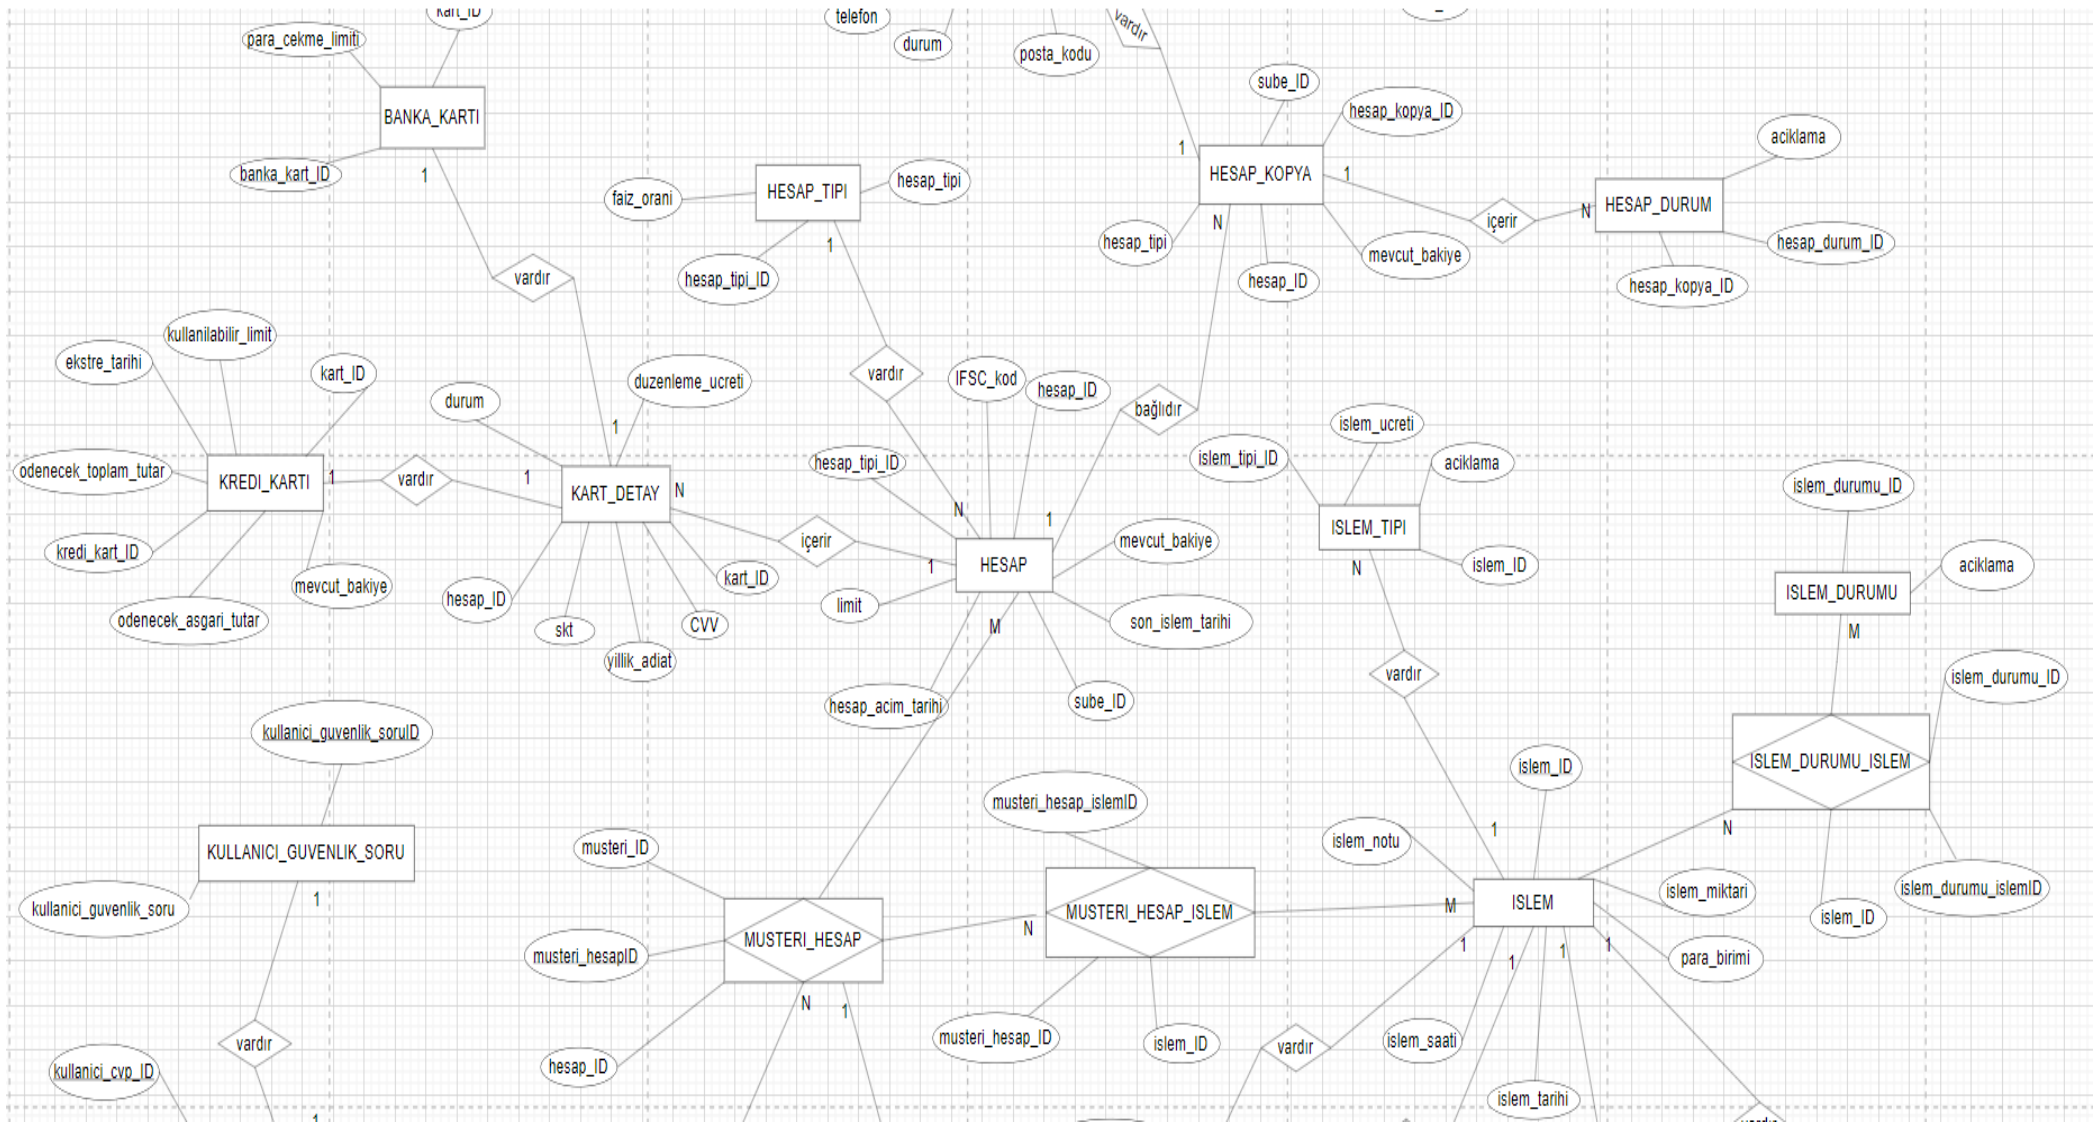 kart_ID
telefon
vardır
para_cekme_limiti
durum
posta_kodu
sube_ID
hesap_kopya_ID
BANKA_KARTI
aciklama
1
1
banka_kart_ID
1
HESAP_TIPI
hesap_tipi
HESAP_KOPYA
faiz_orani
HESAP_DURUM
N
içerir
N
1
hesap_tipi
hesap_durum_ID
mevcut_bakiye
vardır
hesap_tipi_ID
hesap_ID
hesap_kopya_ID
kullanilabilir_limit
ekstre_tarihi
kart_ID
duzenleme_ucreti
vardır
IFSC_kod
hesap_ID
durum
bağlıdır
1
islem_ucreti
hesap_tipi_ID
islem_tipi_ID
aciklama
odenecek_toplam_tutar
KREDI_KARTI
1
vardır
1
KART_DETAY
N
islem_durumu_ID
N
1
ISLEM_TIPI
kredi_kart_ID
içerir
mevcut_bakiye
1
HESAP
N
islem_ID
aciklama
mevcut_bakiye
kart_ID
ISLEM_DURUMU
hesap_ID
limit
odenecek_asgari_tutar
skt
CVV
M
son_islem_tarihi
M
yillik_adiat
vardır
islem_durumu_ID
hesap_acim_tarihi
sube_ID
kullanici_guvenlik_soruID
ISLEM_DURUMU_ISLEM
islem_ID
musteri_hesap_islemID
1
N
islem_notu
musteri_ID
KULLANICI_GUVENLIK_SORU
islem_miktari
islem_durumu_islemID
1
ISLEM
M
kullanici_guvenlik_soru
MUSTERI_HESAP_ISLEM
islem_ID
N
MUSTERI_HESAP
1
1
1
1
musteri_hesapID
para_birimi
N
1
musteri_hesap_ID
islem_ID
vardır
islem_saati
vardır
hesap_ID
kullanici_cvp_ID
islem_tarihi
1
vardır